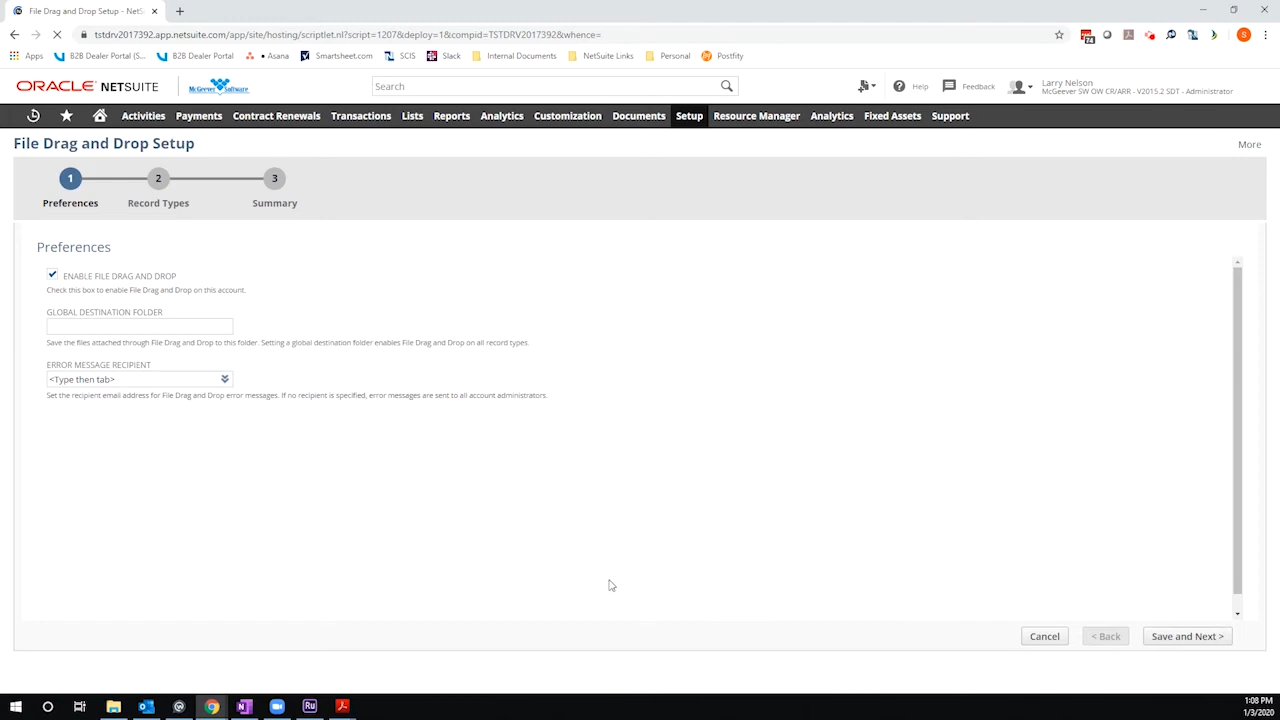 File Drag and Drop Setup - NetS
tstdrv2017392.app.netsuite.com/app/site/hosting/scriptlet.nl?script=1207&deploy=1&compid=TSTDRV2017392&whence=
74
S
Apps B2B Dealer Portal (S... B2B Dealer Portal Asana Smartsheet.com SCIS Slack Internal Documents NetSuite Links Personal Postfity
ORACLE NETSUITE McGeever Software Search Help Feedback Larry Nelson
McGeever SW OW CR/ARR - V2015.2 SDT - Administrator
Activities Payments Contract Renewals Transactions Lists Reports Analytics Customization Documents Setup Resource Manager Analytics Fixed Assets Support
File Drag and Drop Setup More
1 2 3
Preferences Record Types Summary
Preferences
ENABLE FILE DRAG AND DROP
Check this box to enable File Drag and Drop on this account.
GLOBAL DESTINATION FOLDER
Save the files attached through File Drag and Drop to this folder. Setting a global destination folder enables File Drag and Drop on all record types.
ERROR MESSAGE RECIPIENT
<Type then tab>
Set the recipient email address for File Drag and Drop error messages. If no recipient is specified, error messages are sent to all account administrators.
Cancel < Back Save and Next >
N Ru
1:08 PM
1/3/2020